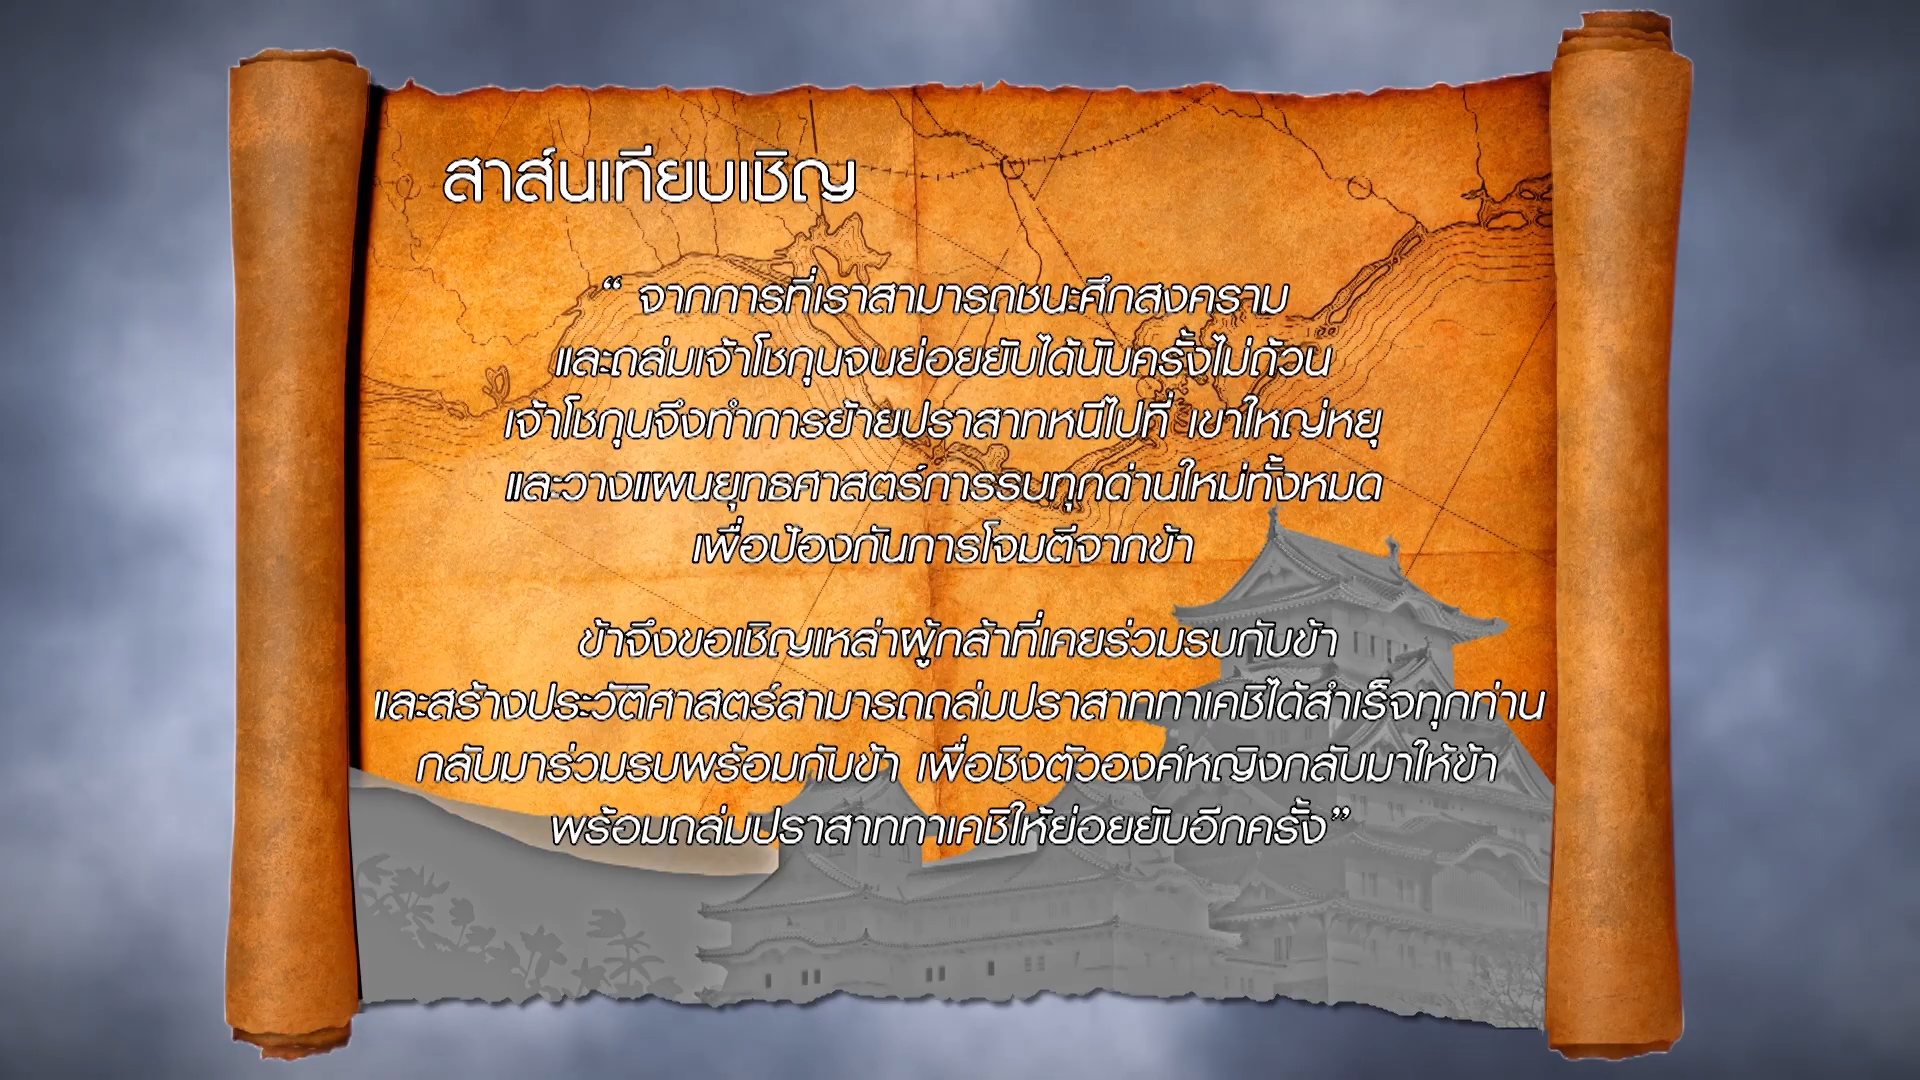 สาส์นเทียบเชิญ
“ จากการที่เราสามารถชนะศึกสงคราม
และถล่มเจ้าโชกุนจนย่อยยับได้นับครั้งไม่ถ้วน
เจ้าโชกุนจึงทำการย้ายปราสาทหนีไปที่ เขาใหญ่หยุ
และวางแผนยุทธศาสตร์การรบทุกด่านใหม่ทั้งหมด
เพื่อป้องกันการโจมตีจากข้า
ข้าจึงขอเชิญเหล่าผู้กล้าที่เคยร่วมรบกับข้า
และสร้างประวัติศาสตร์สามารถถล่มปราสาททาเคชิได้สำเร็จทุกท่าน
กลับมาร่วมรบพร้อมกับข้า เพื่อชิงตัวองค์หญิงกลับมาให้ข้า
พร้อมถล่มปราสาททาเคชิให้ย่อยยับอีกครั้ง”